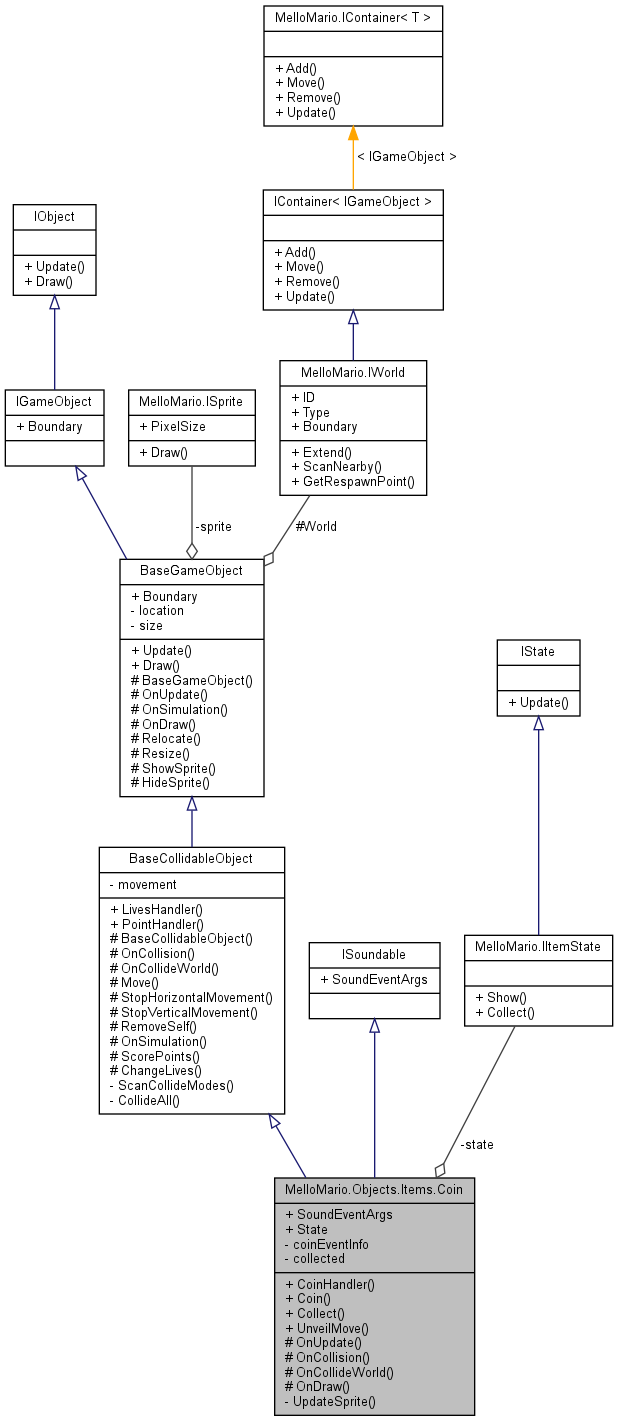 MelloMario.IContainer< T >
+ Add()
+ Move()
+ Remove()
+ Update()
< IGameObject >
IContainer< IGameObject >
+ Add()
+ Move()
+ Remove()
+ Update()
IObject
+ Update()
+ Draw()
IGameObject
+ Boundary
MelloMario.ISprite
+ PixelSize
+ Draw()
MelloMario.IWorld
+ ID
+ Type
+ Boundary
+ Extend()
+ ScanNearby()
+ GetRespawnPoint()
-sprite
#World
BaseGameObject
+ Boundary
- location
- size
+ Update()
+ Draw()
# BaseGameObject()
# OnUpdate()
# OnSimulation()
# OnDraw()
# Relocate()
# Resize()
# ShowSprite()
# HideSprite()
IState
+ Update()
BaseCollidableObject
- movement
+ LivesHandler()
+ PointHandler()
# BaseCollidableObject()
# OnCollision()
# OnCollideWorld()
# Move()
# StopHorizontalMovement()
# StopVerticalMovement()
# RemoveSelf()
# OnSimulation()
# ScorePoints()
# ChangeLives()
- ScanCollideModes()
- CollideAll()
ISoundable
+ SoundEventArgs
MelloMario.IItemState
+ Show()
+ Collect()
-state
MelloMario.Objects.Items.Coin
+ SoundEventArgs
+ State
- coinEventInfo
- collected
+ CoinHandler()
+ Coin()
+ Collect()
+ UnveilMove()
# OnUpdate()
# OnCollision()
# OnCollideWorld()
# OnDraw()
- UpdateSprite()